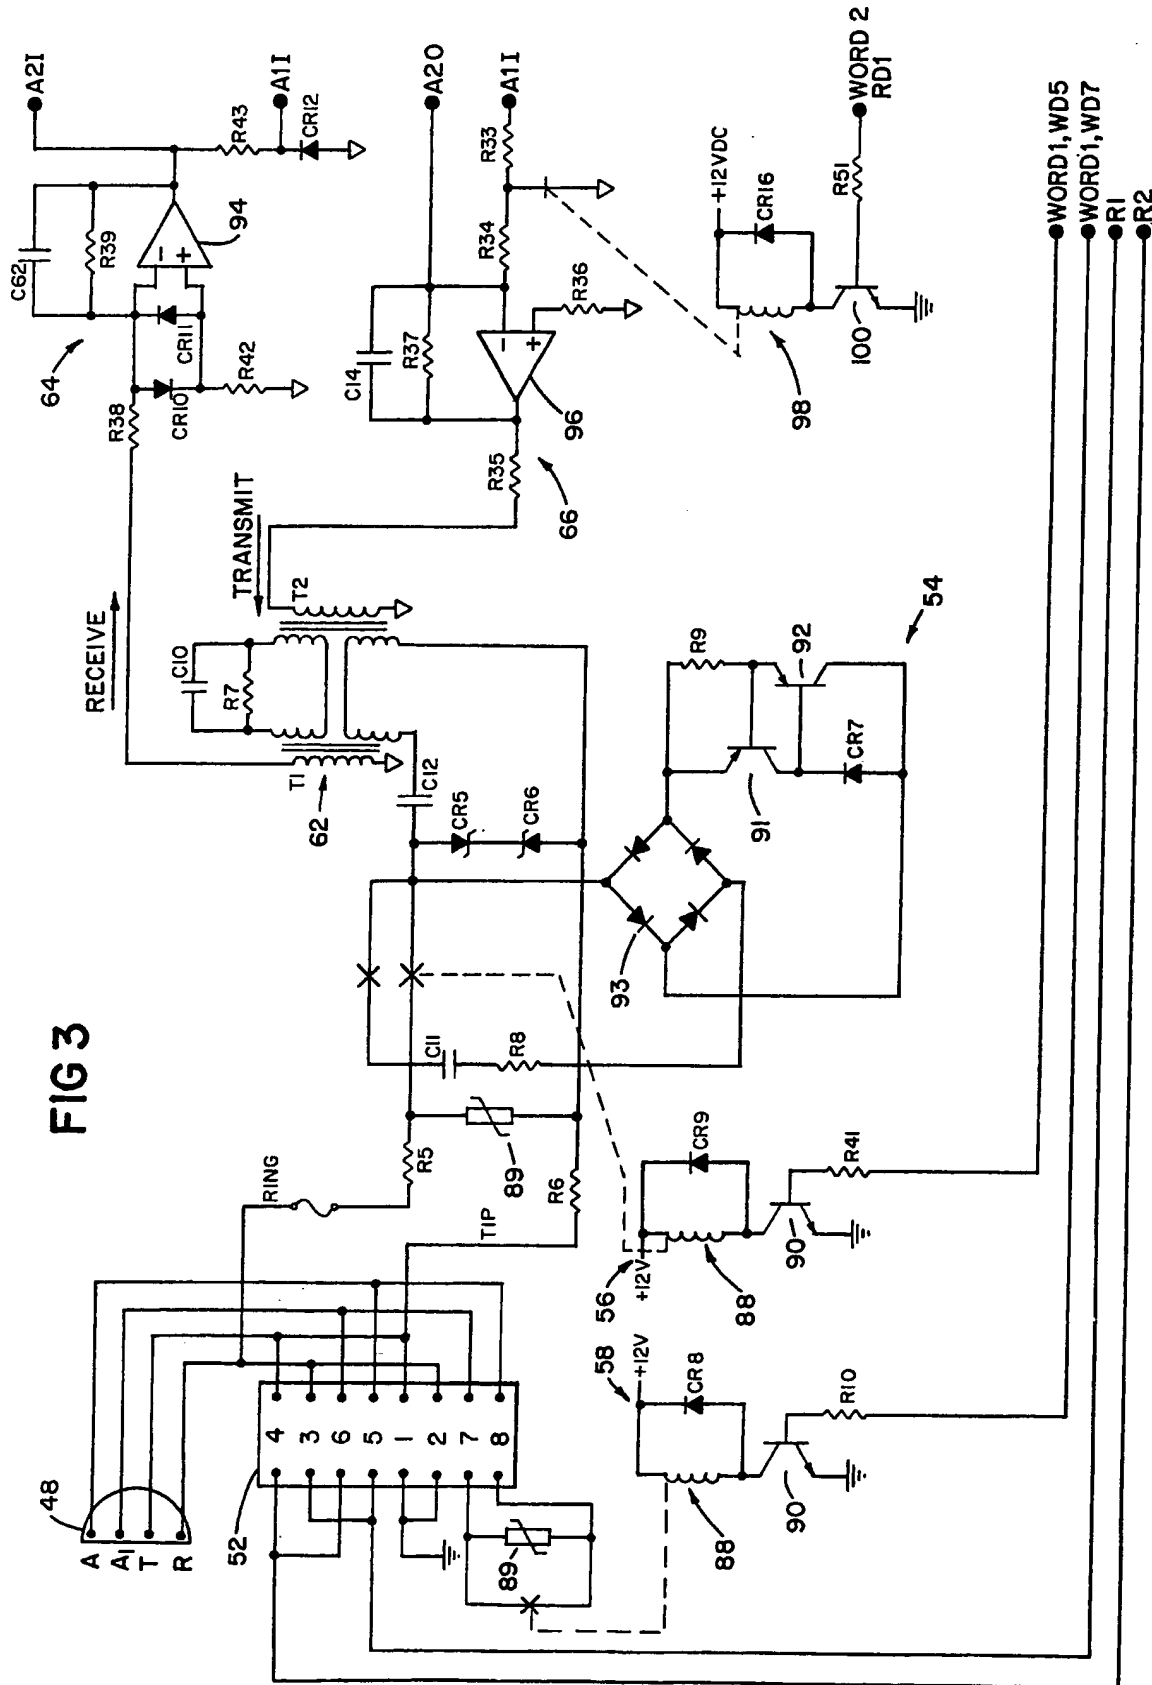 FIG 3
A2I
C62
R39
94
R43
A1I
CR12
64
CR11
CR10
R42
R38
A20
A1I
R33
R34
R36
C14
R37
96
R35
66
RECEIVE
TRANSMIT
C10
R7
T2
T1
62
C12
CR5
CR6
+12VDC
CR16
98
100
R51
WORD 2
RD1
54
R9
92
91
CR7
93
C11
R8
89
R5
R6
RING
TIP
48
A
A1
T
R
52
4
3
6
5
1
2
7
8
89
56
+12V
CR9
88
90
R41
58
+12V
CR8
88
90
R10
WORD1, WD5
WORD1, WD7
R1
R2